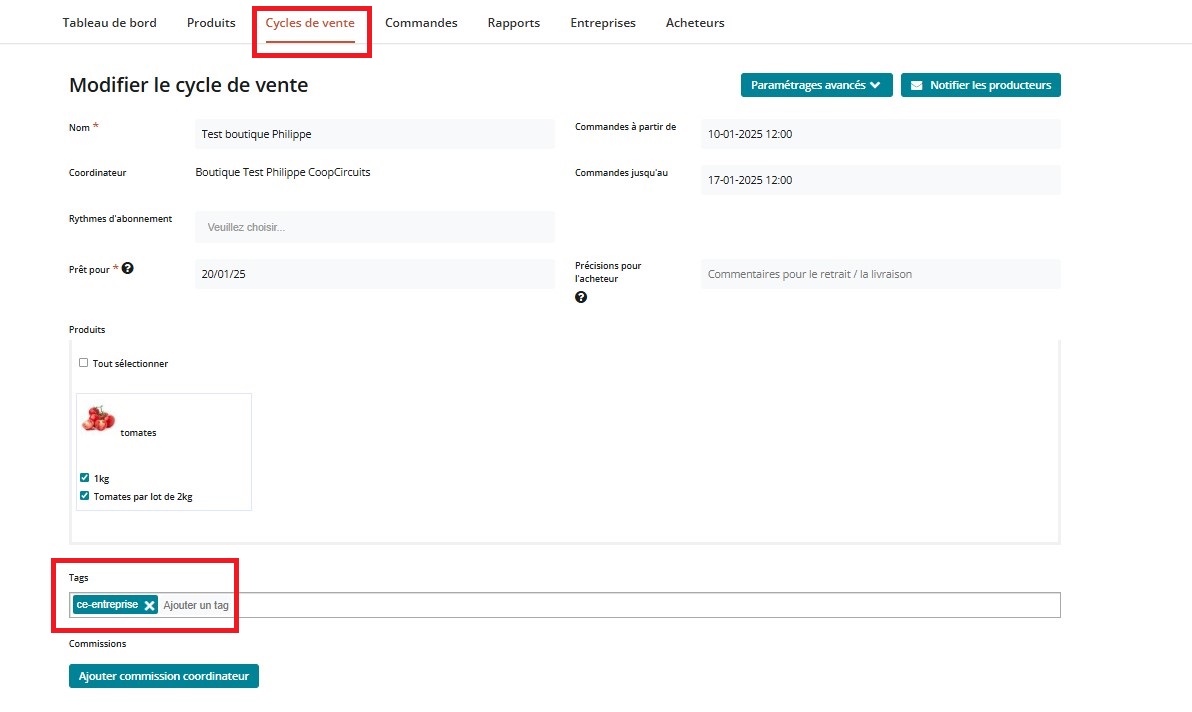 Tableau de bord Produits Cycles de vente Commandes Rapports Entreprises Acheteurs
Modifier le cycle de vente
Paramétrages avancés Notifier les producteurs
Nom * Test boutique Philippe
Commandes à partir de 10-01-2025 12:00
Coordinateur Boutique Test Philippe CoopCircuits
Commandes jusqu'au 17-01-2025 12:00
Rythmes d'abonnement Veuillez choisir...
Prêt pour * ? 20/01/25
Précisions pour
l'acheteur
? Commentaires pour le retrait / la livraison
Produits
Tout sélectionner
tomates
1kg
Tomates par lot de 2kg
Tags
ce-entreprise Ajouter un tag
Commissions
Ajouter commission coordinateur